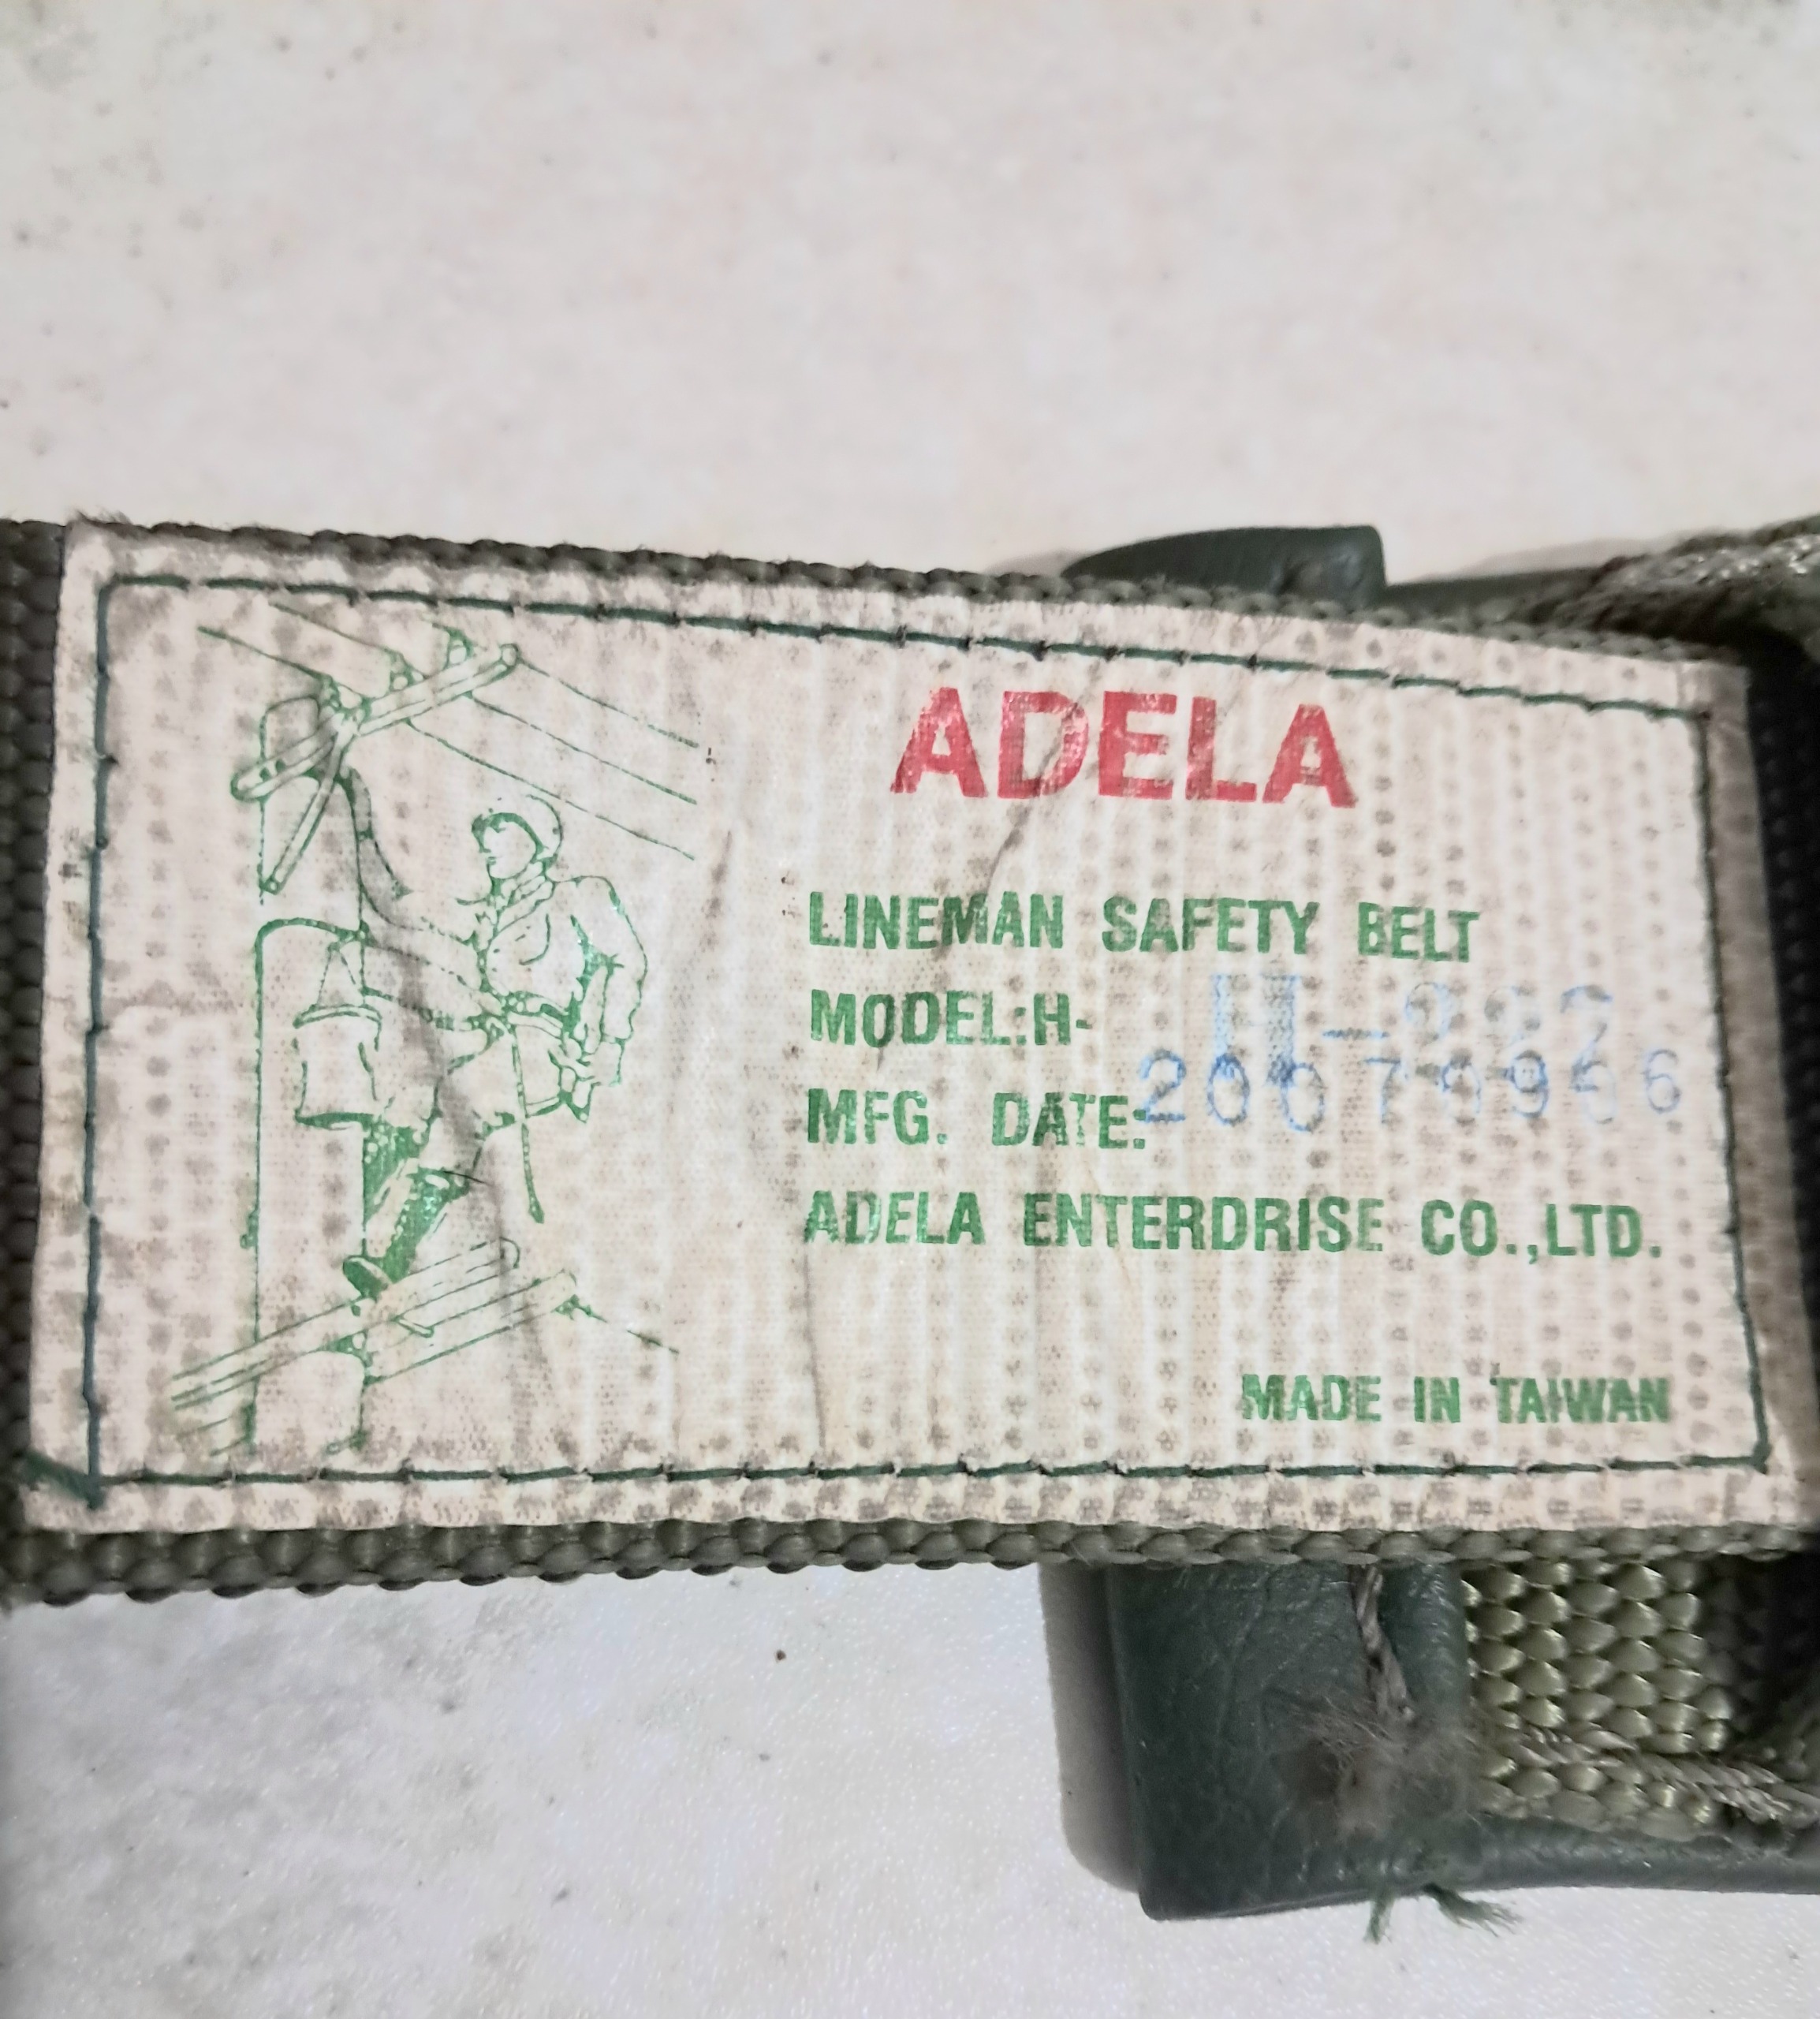 ADELA
LINEMAN SAFETY BELT
MODEL:H-
MFG. DATE:
ADELA ENTERDRISE CO.,LTD.
MADE IN TAIWAN